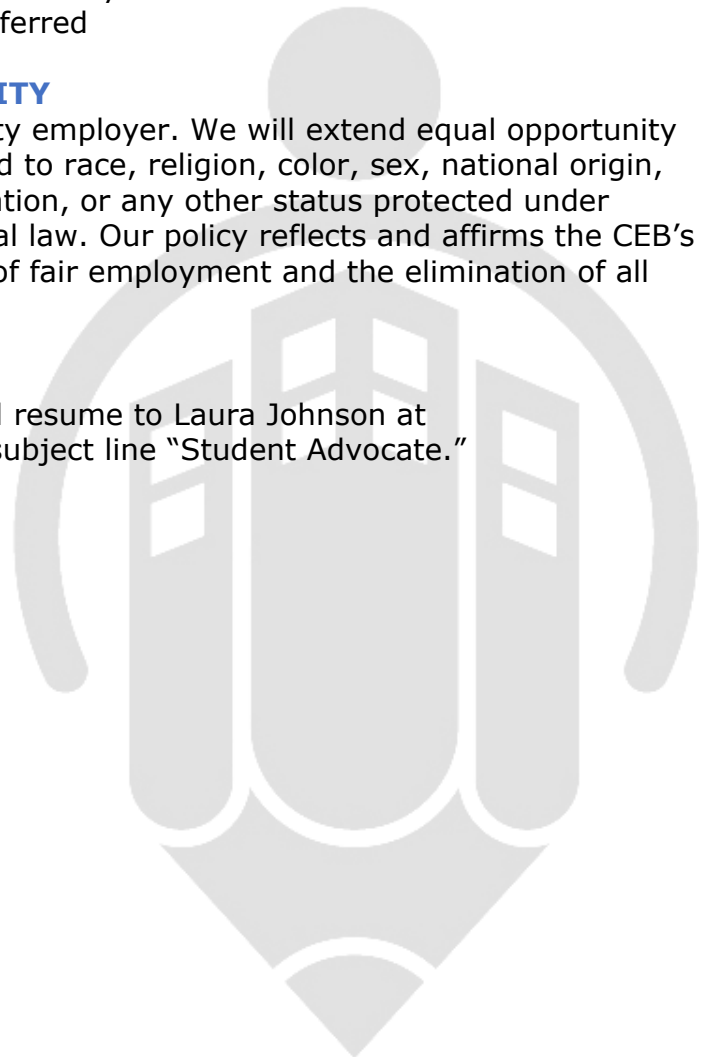 ferred
ITY
ty employer. We will extend equal opportunity
d to race, religion, color, sex, national origin,
ation, or any other status protected under
al law. Our policy reflects and affirms the CEB’s
of fair employment and the elimination of all
resume to Laura Johnson at
subject line “Student Advocate.”